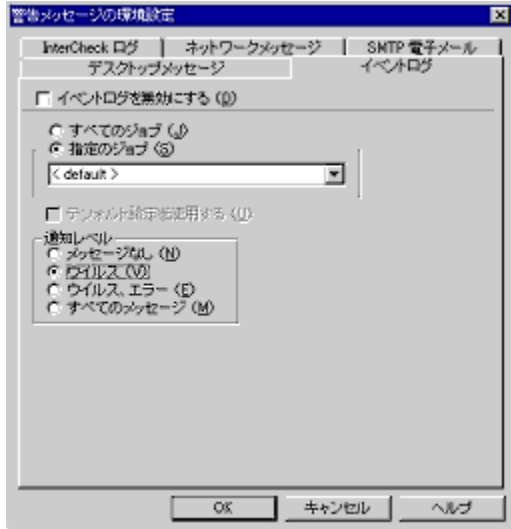 警告メッセージの環境設定
InterCheck ログ ネットワークメッセージ SMTP 電子メール
デスクトップメッセージ イベントログ
イベントログを無効にする (D)
すべてのジョブ (J)
指定のジョブ (S)
< default >
デフォルト設定を使用する (U)
通知レベル
メッセージなし (N)
ウイルス (V)
ウイルス、エラー (E)
すべてのメッセージ (M)
OK キャンセル ヘルプ